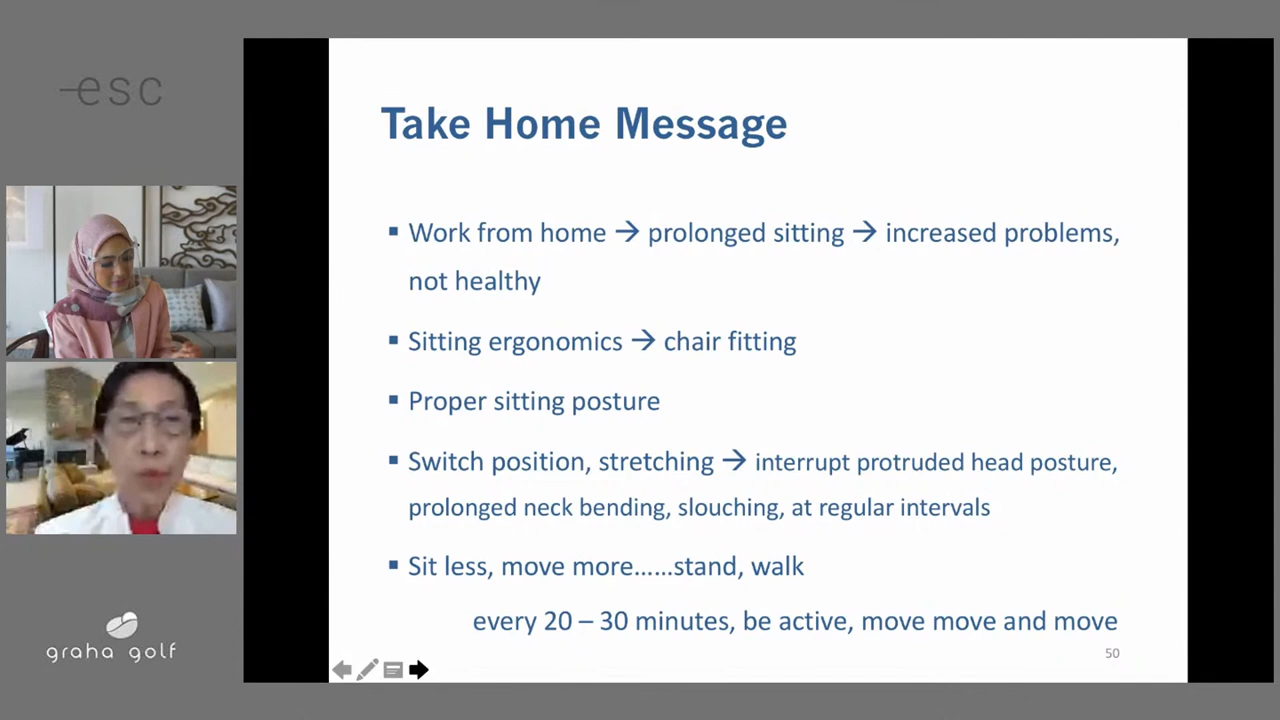 esc
graha golf
Take Home Message
▪ Work from home → prolonged sitting → increased problems,
not healthy
▪ Sitting ergonomics → chair fitting
▪ Proper sitting posture
▪ Switch position, stretching → interrupt protruded head posture,
prolonged neck bending, slouching, at regular intervals
▪ Sit less, move more……stand, walk
every 20 – 30 minutes, be active, move move and move
50